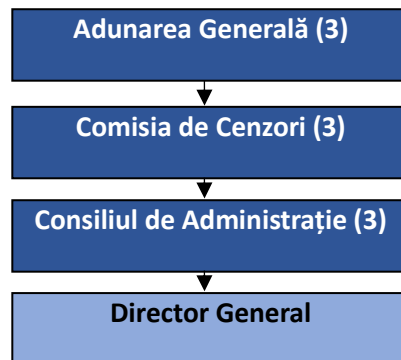 Adunarea Generală (3)
Comisia de Cenzori (3)
Consiliul de Administrație (3)
Director General